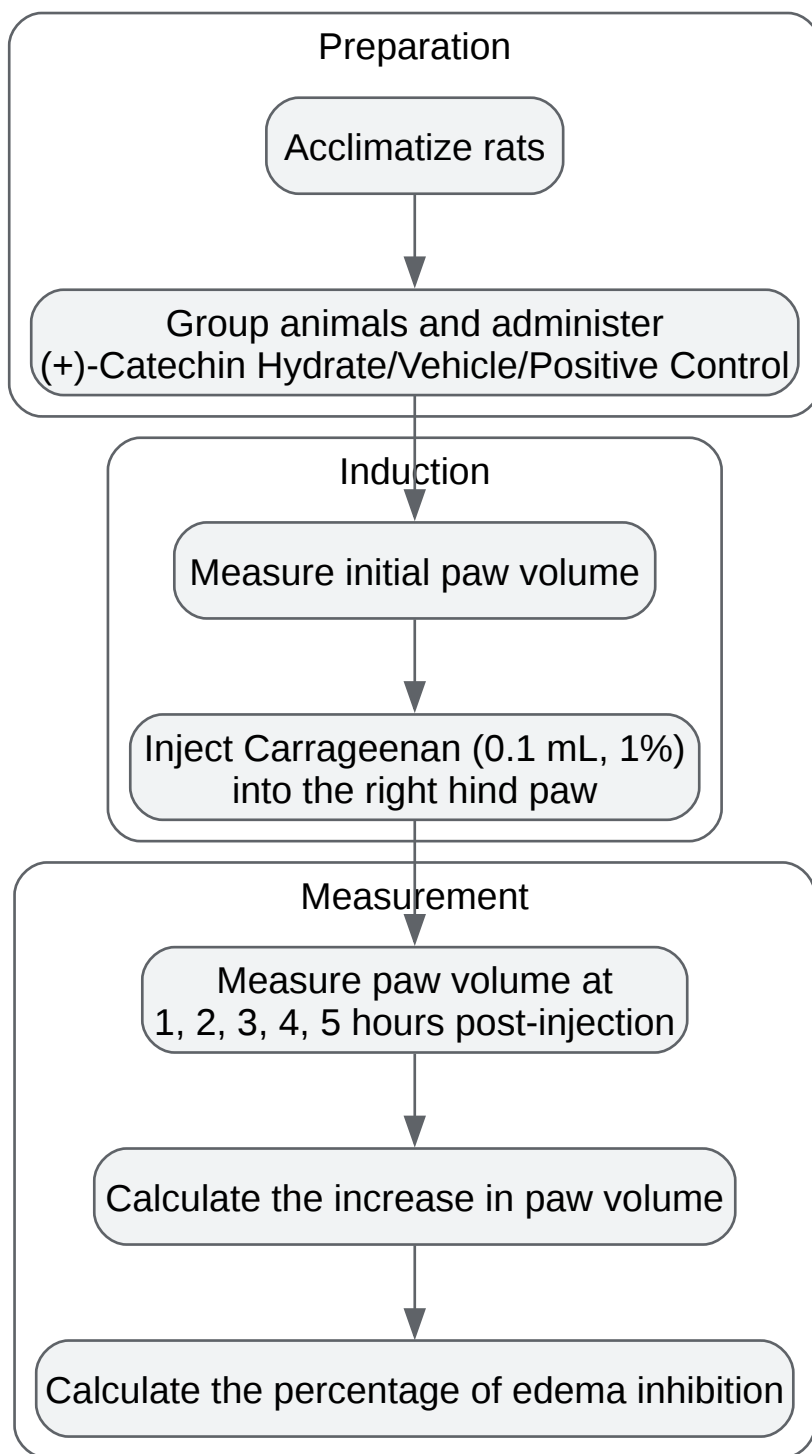 Preparation
Acclimatize rats
Group animals and administer
(+)-Catechin Hydrate/Vehicle/Positive Control
Induction
Measure initial paw volume
Inject Carrageenan (0.1 mL, 1%)
into the right hind paw
Measurement
Measure paw volume at
1, 2, 3, 4, 5 hours post-injection
Calculate the increase in paw volume
Calculate the percentage of edema inhibition